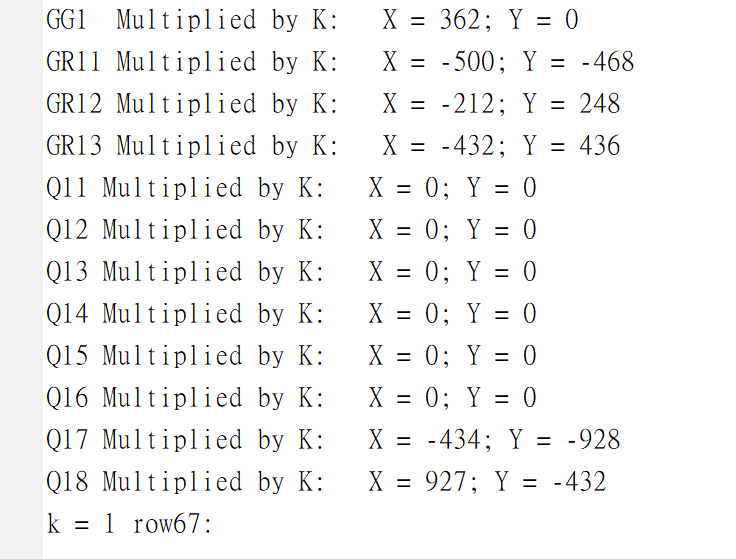 GG1  Multiplied by K:   X = 362; Y = 0
GR11 Multiplied by K:   X = -500; Y = -468
GR12 Multiplied by K:   X = -212; Y = 248
GR13 Multiplied by K:   X = -432; Y = 436
Q11 Multiplied by K:   X = 0; Y = 0
Q12 Multiplied by K:   X = 0; Y = 0
Q13 Multiplied by K:   X = 0; Y = 0
Q14 Multiplied by K:   X = 0; Y = 0
Q15 Multiplied by K:   X = 0; Y = 0
Q16 Multiplied by K:   X = 0; Y = 0
Q17 Multiplied by K:   X = -434; Y = -928
Q18 Multiplied by K:   X = 927; Y = -432
k = 1 row67: